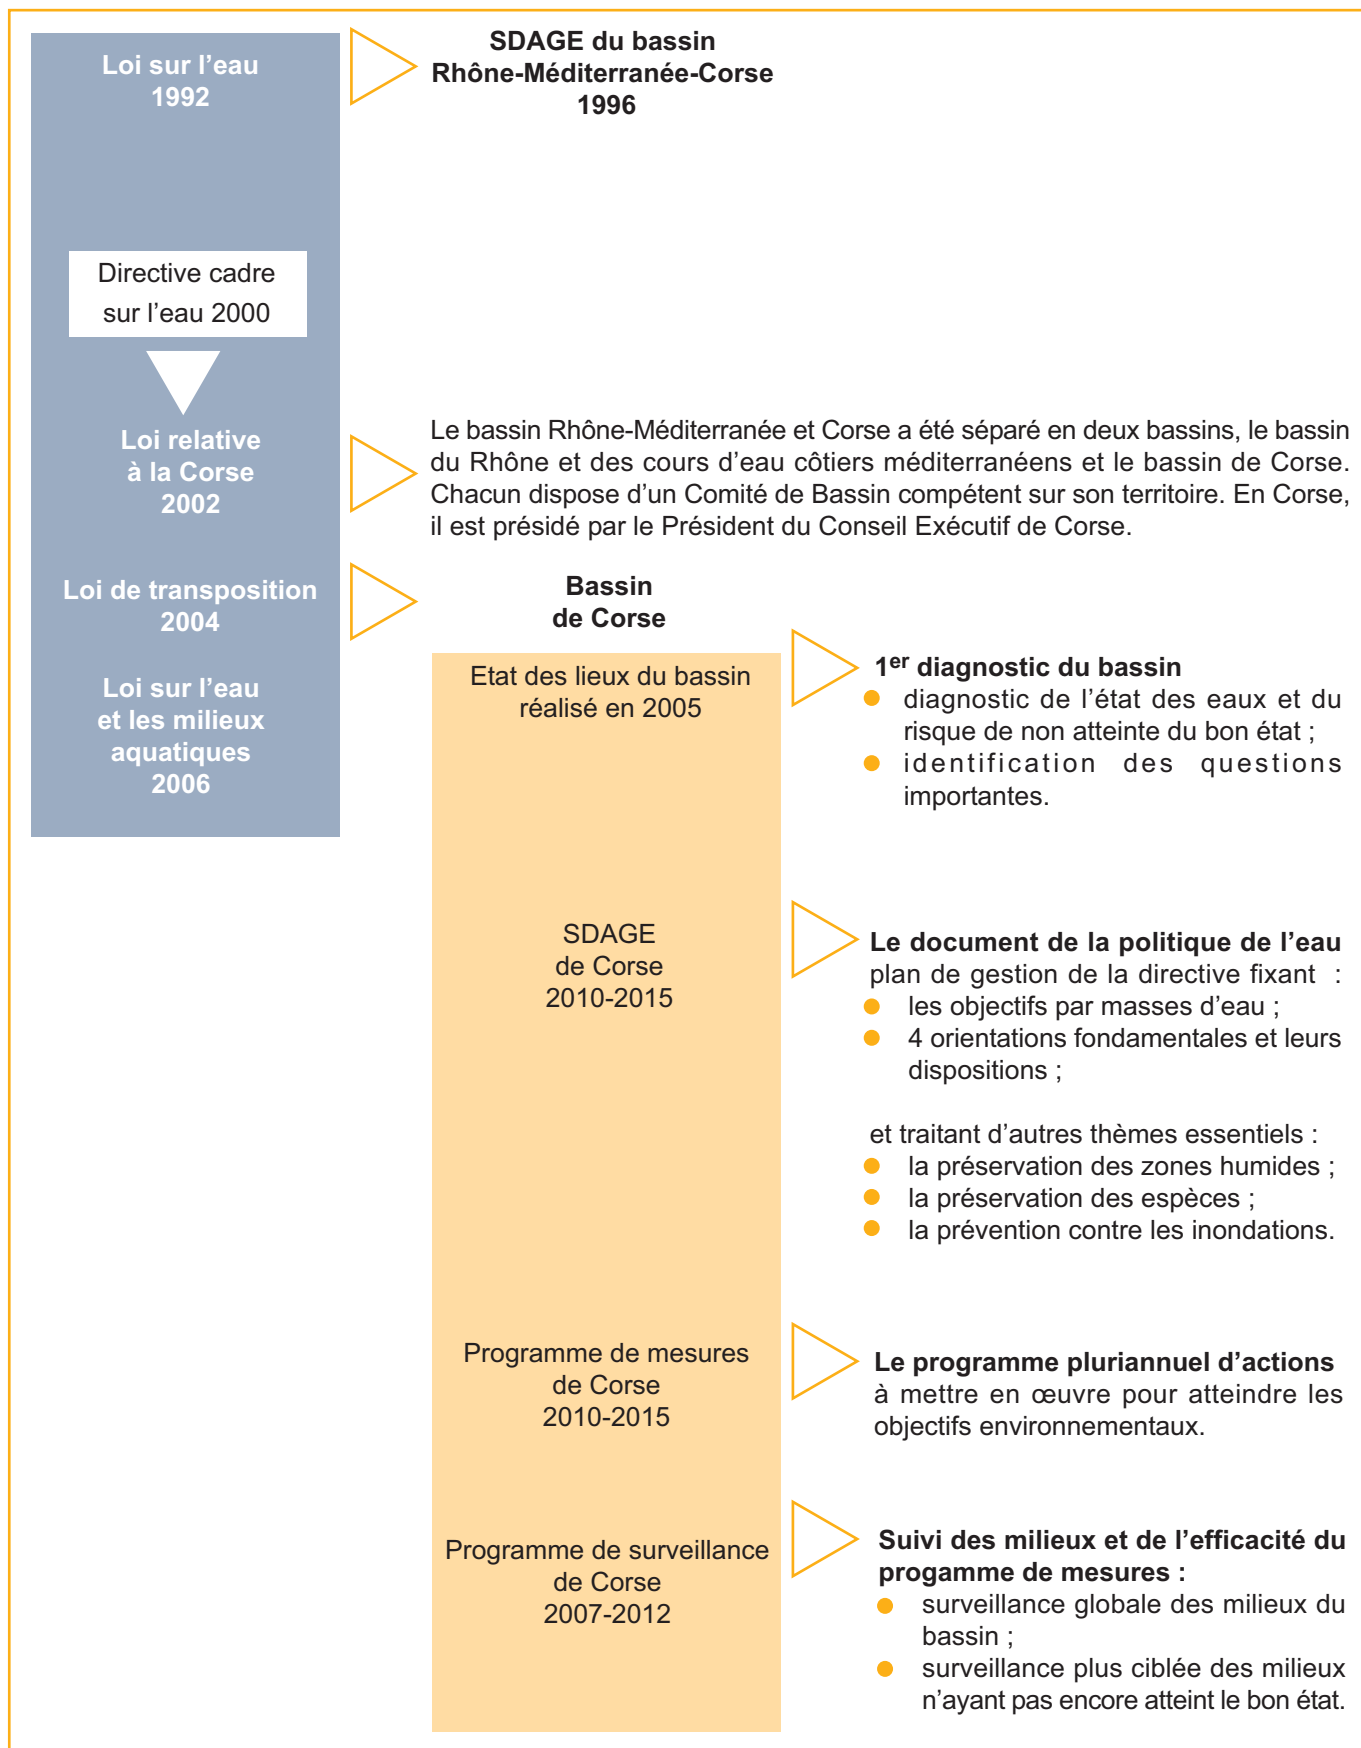 Loi sur l’eau
1992
SDAGE du bassin
Rhône-Méditerranée-Corse
1996
Directive cadre
sur l’eau 2000
Loi relative
à la Corse
2002
Le bassin Rhône-Méditerranée et Corse a été séparé en deux bassins, le bassin
du Rhône et des cours d’eau côtiers méditerranéens et le bassin de Corse.
Chacun dispose d’un Comité de Bassin compétent sur son territoire. En Corse,
il est présidé par le Président du Conseil Exécutif de Corse.
Loi de transposition
2004
Bassin
de Corse
Loi sur l’eau
et les milieux
aquatiques
2006
Etat des lieux du bassin
réalisé en 2005
1er diagnostic du bassin
diagnostic de l’état des eaux et du
risque de non atteinte du bon état ;
identification des questions
importantes.
SDAGE
de Corse
2010-2015
Le document de la politique de l’eau
plan de gestion de la directive fixant :
les objectifs par masses d’eau ;
4 orientations fondamentales et leurs
dispositions ;
et traitant d’autres thèmes essentiels :
la préservation des zones humides ;
la préservation des espèces ;
la prévention contre les inondations.
Programme de mesures
de Corse
2010-2015
Le programme pluriannuel d’actions
à mettre en œuvre pour atteindre les
objectifs environnementaux.
Programme de surveillance
de Corse
2007-2012
Suivi des milieux et de l’efficacité du
progamme de mesures :
surveillance globale des milieux du
bassin ;
surveillance plus ciblée des milieux
n’ayant pas encore atteint le bon état.